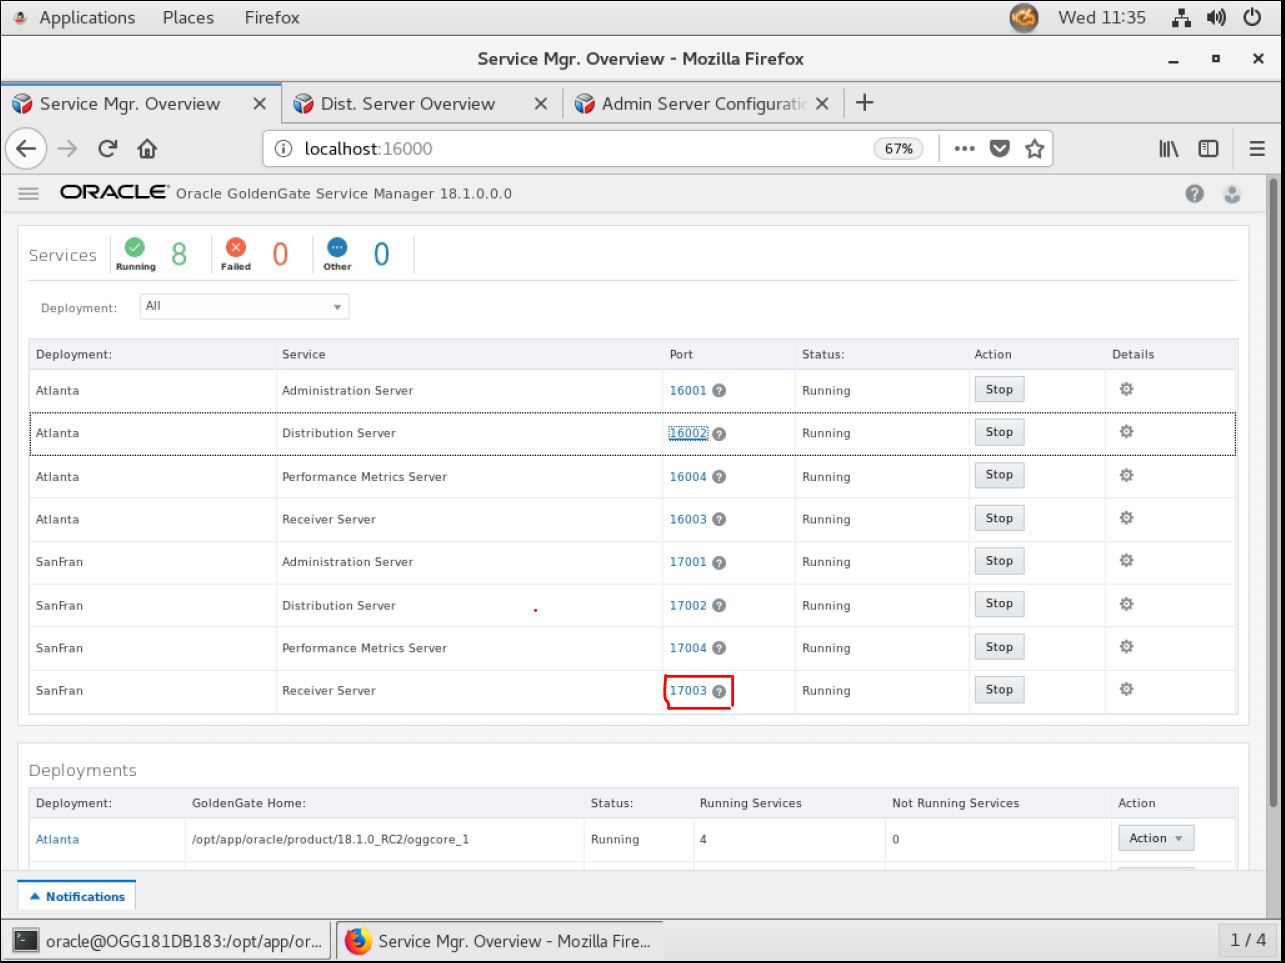 Applications Places Firefox Wed 11:35
Service Mgr. Overview - Mozilla Firefox
Service Mgr. Overview Dist. Server Overview Admin Server Configuratio
localhost:16000 67%
ORACLE Oracle GoldenGate Service Manager 18.1.0.0.0
Services Running 8 Failed 0 Other 0
Deployment: All
Deployment: Service Port Status: Action Details
Atlanta Administration Server 16001 Running Stop
Atlanta Distribution Server 16002 Running Stop
Atlanta Performance Metrics Server 16004 Running Stop
Atlanta Receiver Server 16003 Running Stop
SanFran Administration Server 17001 Running Stop
SanFran Distribution Server 17002 Running Stop
SanFran Performance Metrics Server 17004 Running Stop
SanFran Receiver Server 17003 Running Stop
Deployments
Deployment: GoldenGate Home: Status: Running Services Not Running Services Action
Atlanta /opt/app/oracle/product/18.1.0_RC2/oggcore_1 Running 4 0 Action
Notifications
oracle@OGG181DB183:/opt/app/or... Service Mgr. Overview - Mozilla Fire... 1 / 4